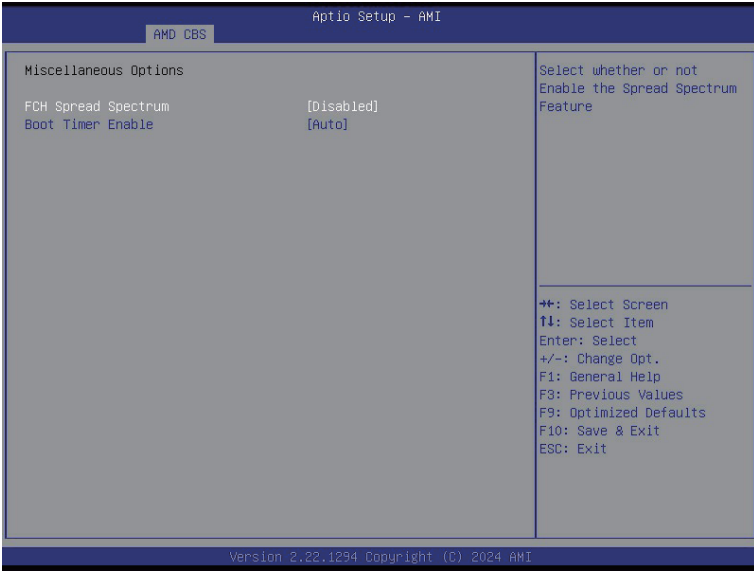 Aptio Setup - AMI
AMD CBS
Miscellaneous Options
FCH Spread Spectrum [Disabled]
Boot Timer Enable [Auto]
Select whether or not
Enable the Spread Spectrum
Feature
→←: Select Screen
↑↓: Select Item
Enter: Select
+/-: Change Opt.
F1: General Help
F3: Previous Values
F9: Optimized Defaults
F10: Save & Exit
ESC: Exit
Version 2.22.1294 Copyright (C) 2024 AMI